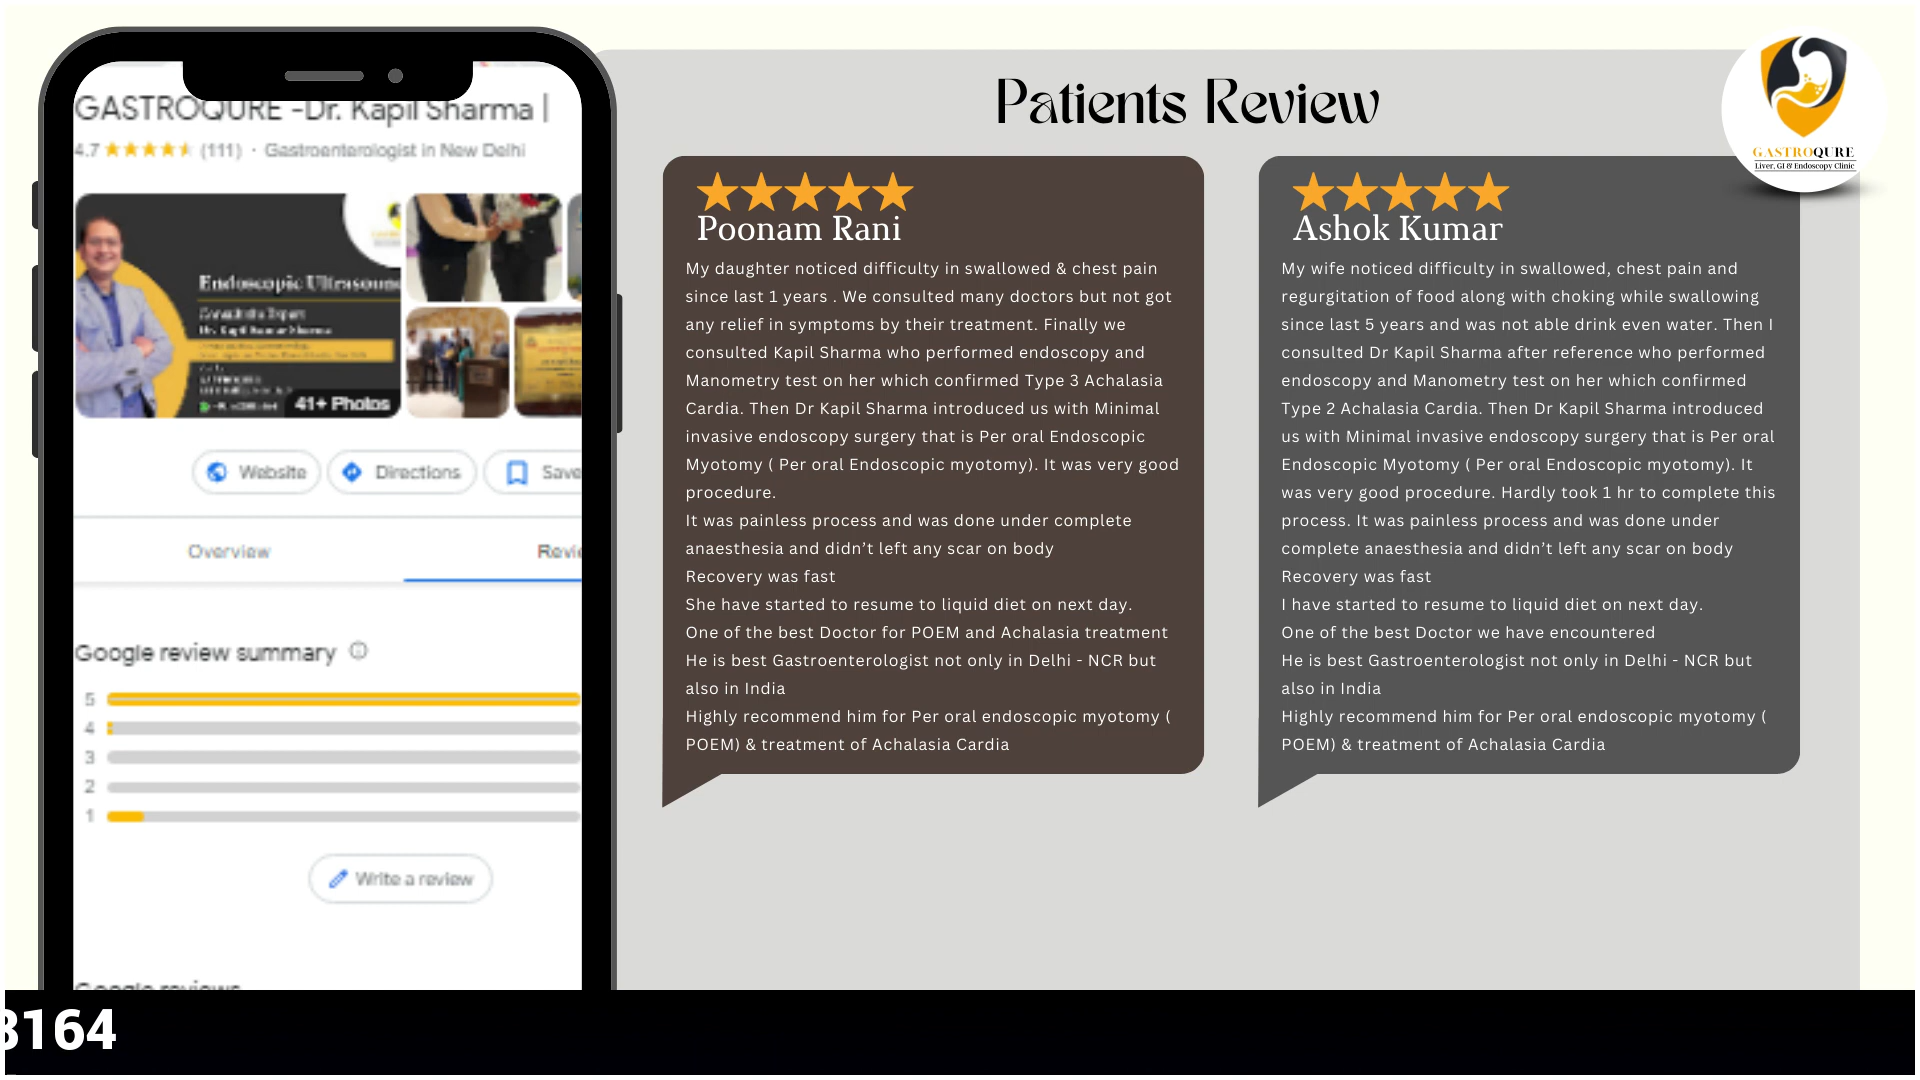 GASTROQURE -Dr. Kapil Sharma |
4.7 (111) · Gastroenterologist in New Delhi
Endoscopic Ultrasound
41+ Photos
Website
Directions
Save
Overview
Google review summary
5
4
3
2
1
Write a review
Google reviews
Patients Review
GASTROQURE
Liver, GI & Endoscopy Clinic
Poonam Rani
My daughter noticed difficulty in swallowed & chest pain
since last 1 years . We consulted many doctors but not got
any relief in symptoms by their treatment. Finally we
consulted Kapil Sharma who performed endoscopy and
Manometry test on her which confirmed Type 3 Achalasia
Cardia. Then Dr Kapil Sharma introduced us with Minimal
invasive endoscopy surgery that is Per oral Endoscopic
Myotomy ( Per oral Endoscopic myotomy). It was very good
procedure.
It was painless process and was done under complete
anaesthesia and didn’t left any scar on body
Recovery was fast
She have started to resume to liquid diet on next day.
One of the best Doctor for POEM and Achalasia treatment
He is best Gastroenterologist not only in Delhi - NCR but
also in India
Highly recommend him for Per oral endoscopic myotomy (
POEM) & treatment of Achalasia Cardia
Ashok Kumar
My wife noticed difficulty in swallowed, chest pain and
regurgitation of food along with choking while swallowing
since last 5 years and was not able drink even water. Then I
consulted Dr Kapil Sharma after reference who performed
endoscopy and Manometry test on her which confirmed
Type 2 Achalasia Cardia. Then Dr Kapil Sharma introduced
us with Minimal invasive endoscopy surgery that is Per oral
Endoscopic Myotomy ( Per oral Endoscopic myotomy). It
was very good procedure. Hardly took 1 hr to complete this
process. It was painless process and was done under
complete anaesthesia and didn’t left any scar on body
Recovery was fast
I have started to resume to liquid diet on next day.
One of the best Doctor we have encountered
He is best Gastroenterologist not only in Delhi - NCR but
also in India
Highly recommend him for Per oral endoscopic myotomy (
POEM) & treatment of Achalasia Cardia
3164